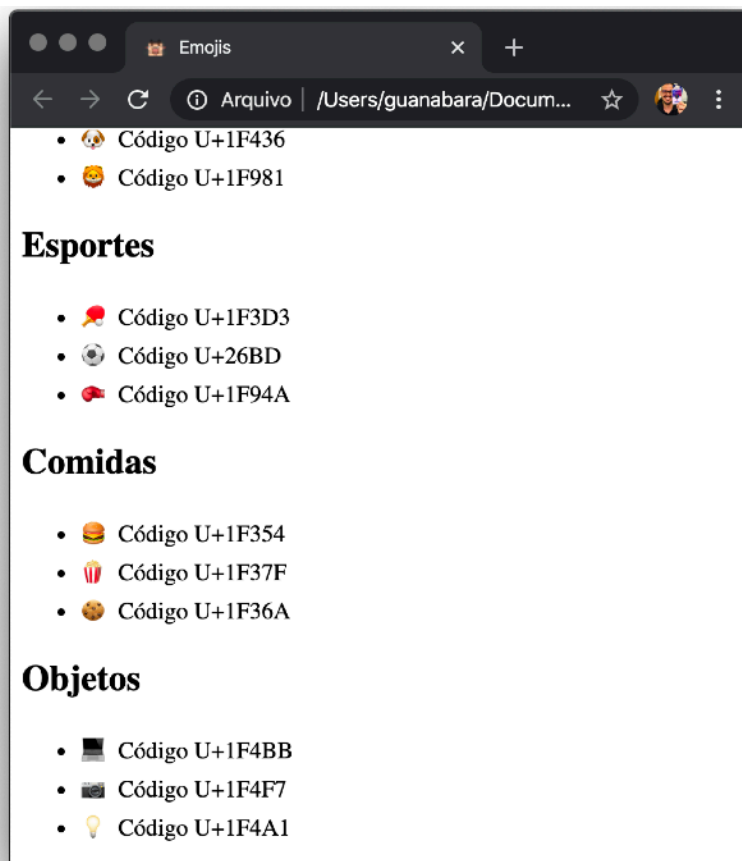 Emojis
Arquivo /Users/guanabara/Docum...
Código U+1F436
Código U+1F981
Esportes
Código U+1F3D3
Código U+26BD
Código U+1F94A
Comidas
Código U+1F354
Código U+1F37F
Código U+1F36A
Objetos
Código U+1F4BB
Código U+1F4F7
Código U+1F4A1